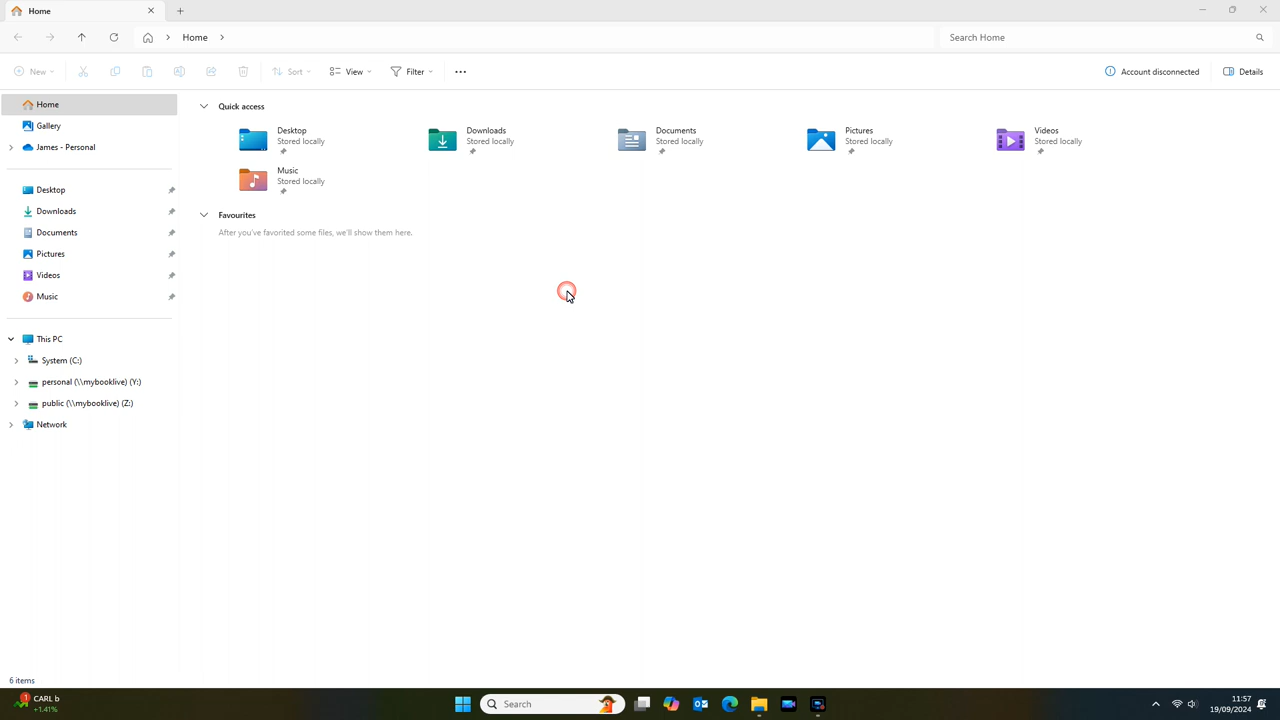 Home
Home
Search Home
New
Sort
View
Filter
Account disconnected
Details
Home
Gallery
James - Personal
Desktop
Downloads
Documents
Pictures
Videos
Music
This PC
System (C:)
personal (\\mybooklive) (Y:)
public (\\mybooklive) (Z:)
Network
Quick access
Desktop
Stored locally
Downloads
Stored locally
Documents
Stored locally
Pictures
Stored locally
Videos
Stored locally
Music
Stored locally
Favourites
After you've favorited some files, we'll show them here.
6 items
1
CARL b
+1.41%
Search
11:57
19/09/2024